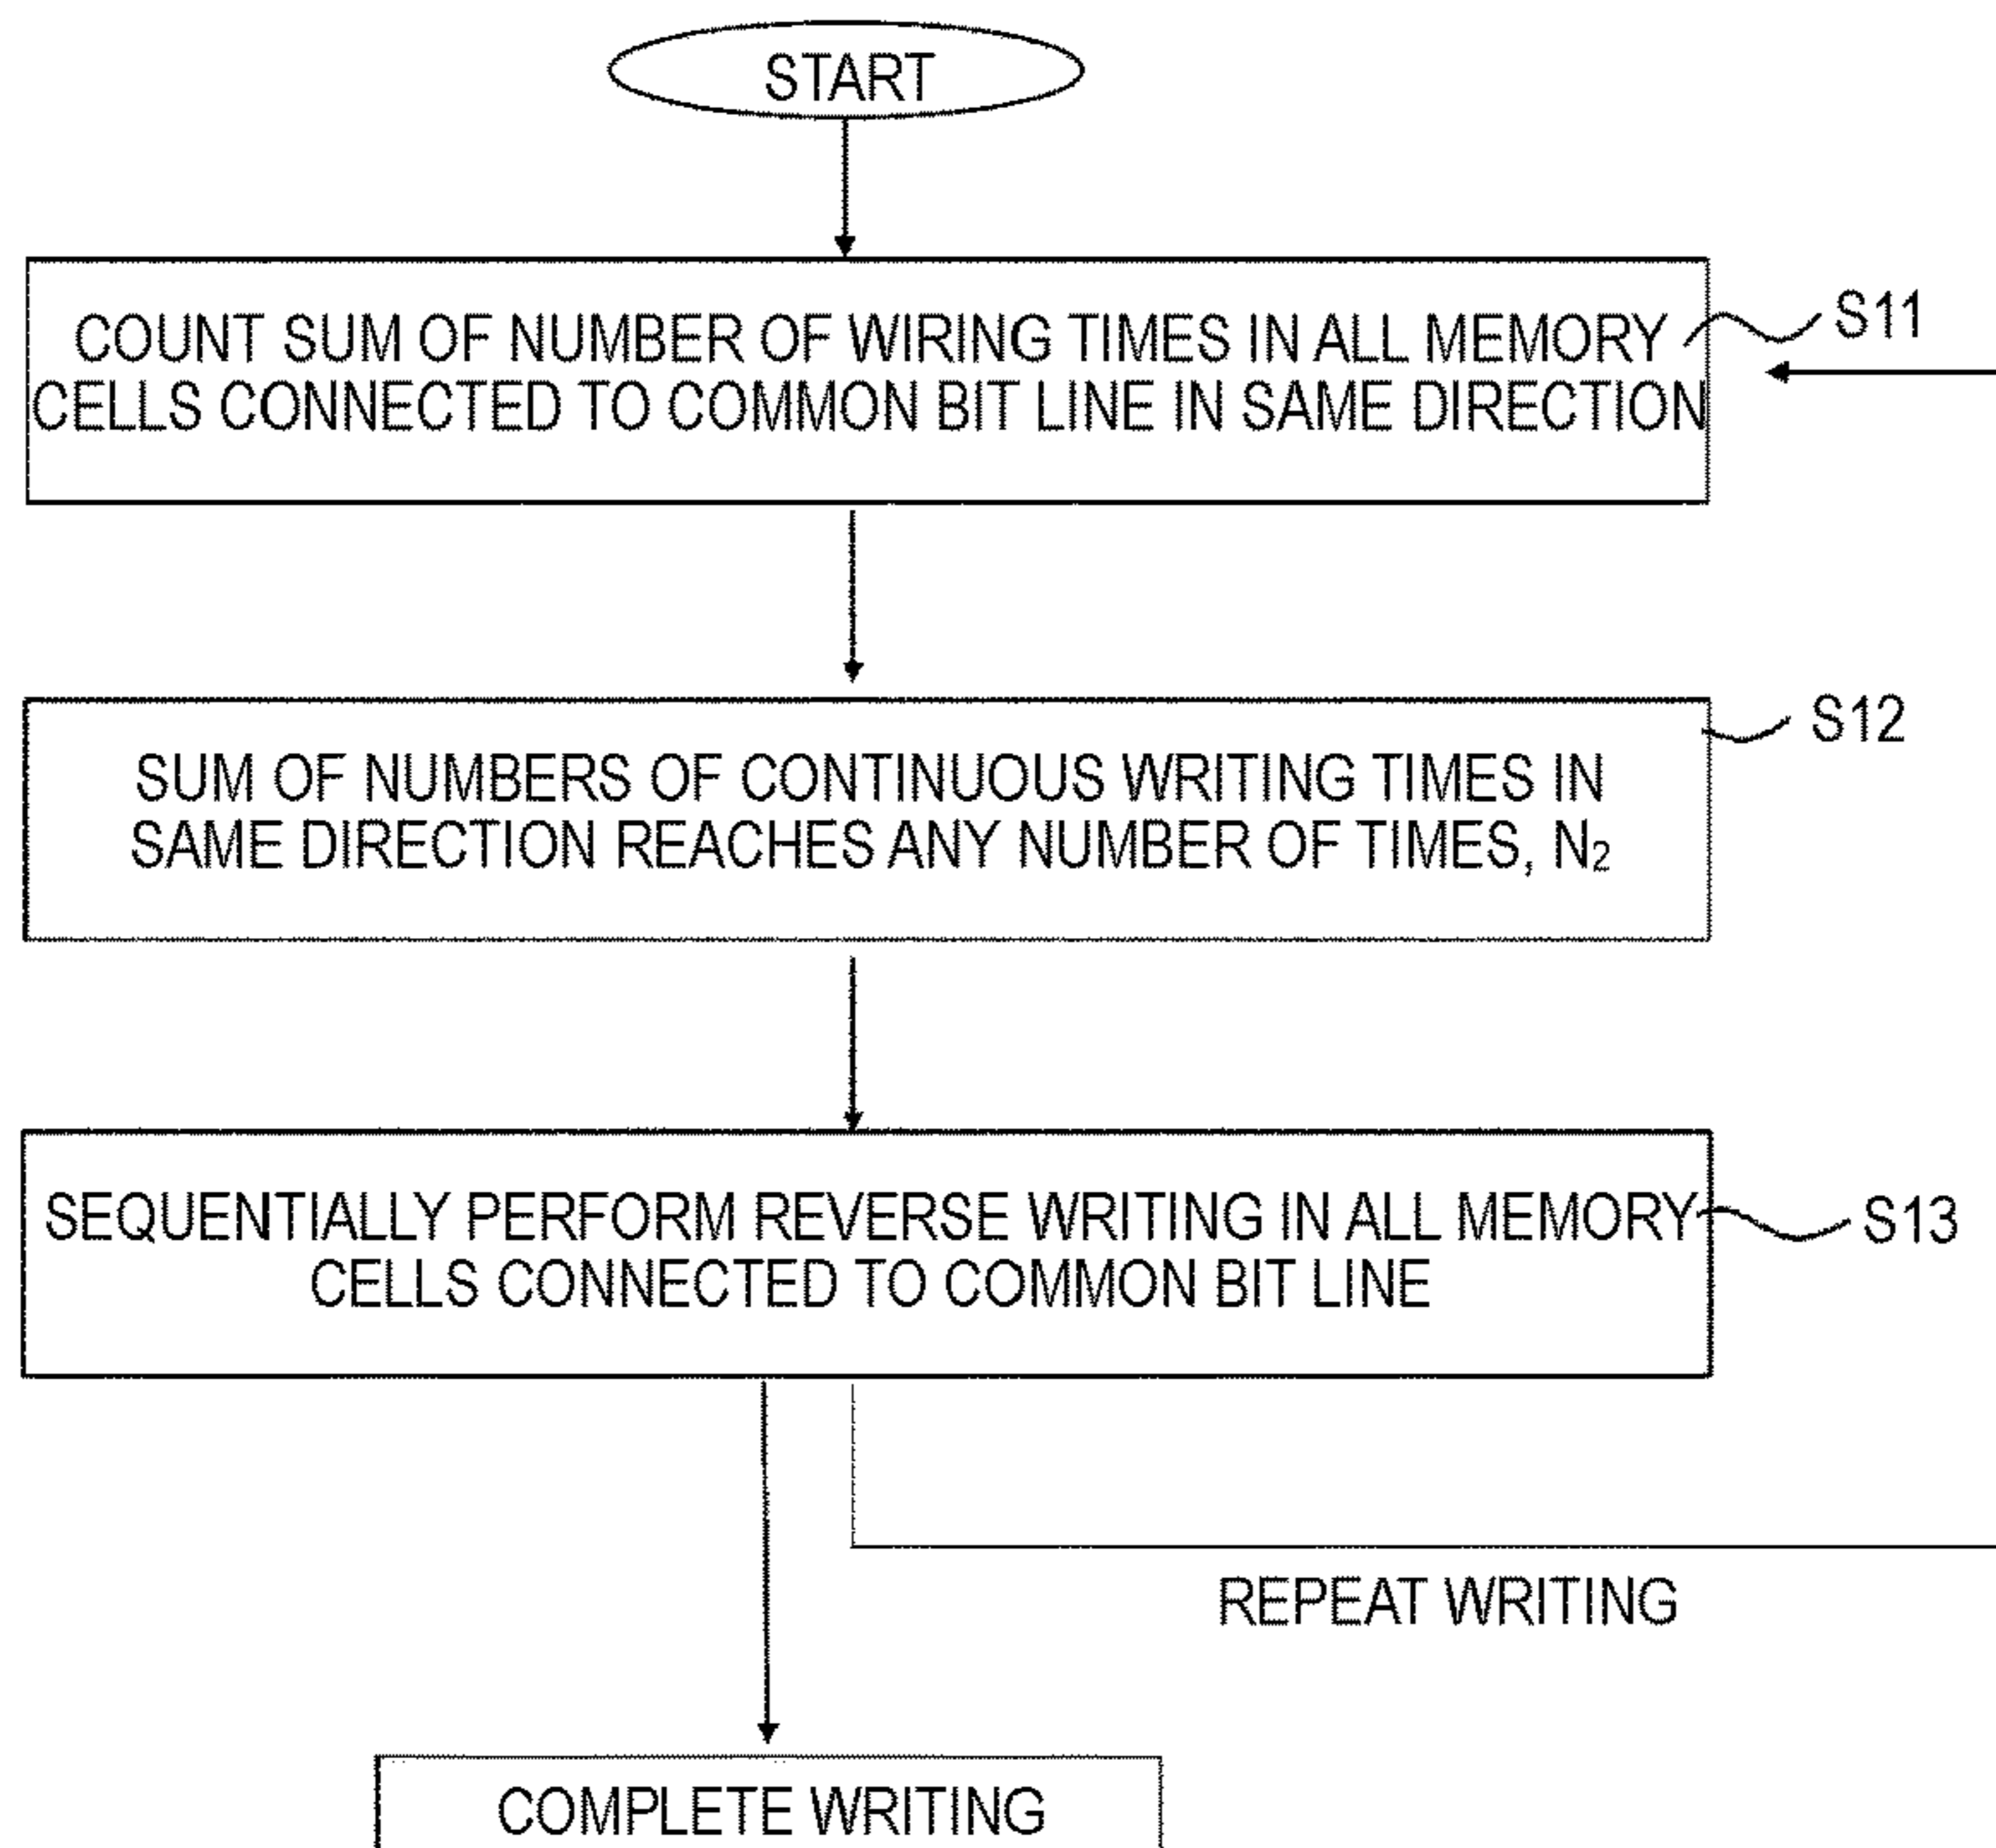 START
COUNT SUM OF NUMBER OF WIRING TIMES IN ALL MEMORY
CELLS CONNECTED TO COMMON BIT LINE IN SAME DIRECTION
S11
SUM OF NUMBERS OF CONTINUOUS WRITING TIMES IN
SAME DIRECTION REACHES ANY NUMBER OF TIMES, N₂
S12
SEQUENTIALLY PERFORM REVERSE WRITING IN ALL MEMORY
CELLS CONNECTED TO COMMON BIT LINE
S13
REPEAT WRITING
COMPLETE WRITING